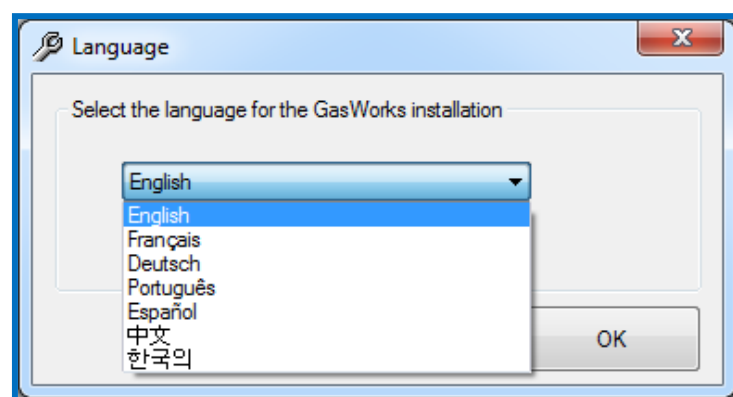 Language
Select the language for the GasWorks installation
English
English
Français
Deutsch
Português
Español
中文
한국의
OK